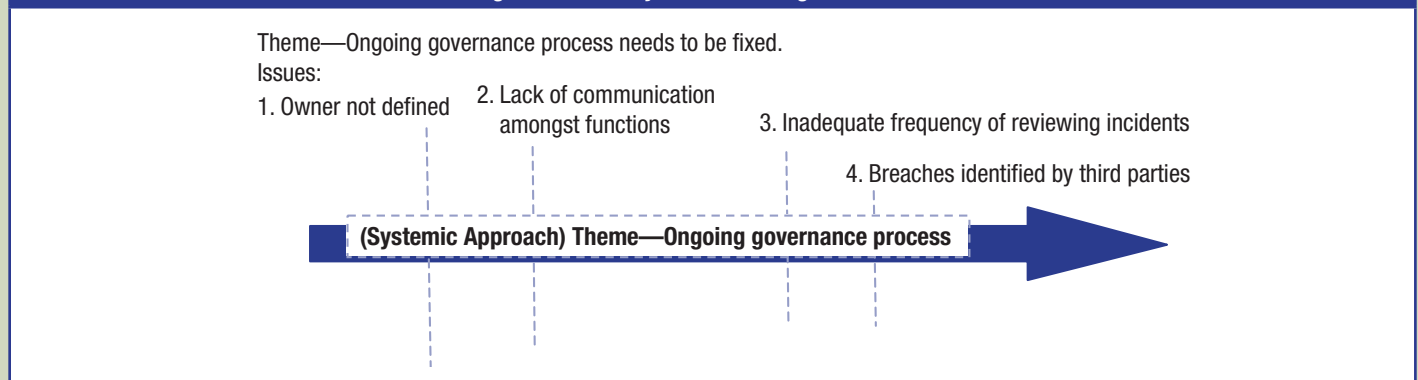 Theme—Ongoing governance process needs to be fixed.
Issues:
1. Owner not defined
2. Lack of communication
amongst functions
3. Inadequate frequency of reviewing incidents
4. Breaches identified by third parties
(Systemic Approach) Theme—Ongoing governance process